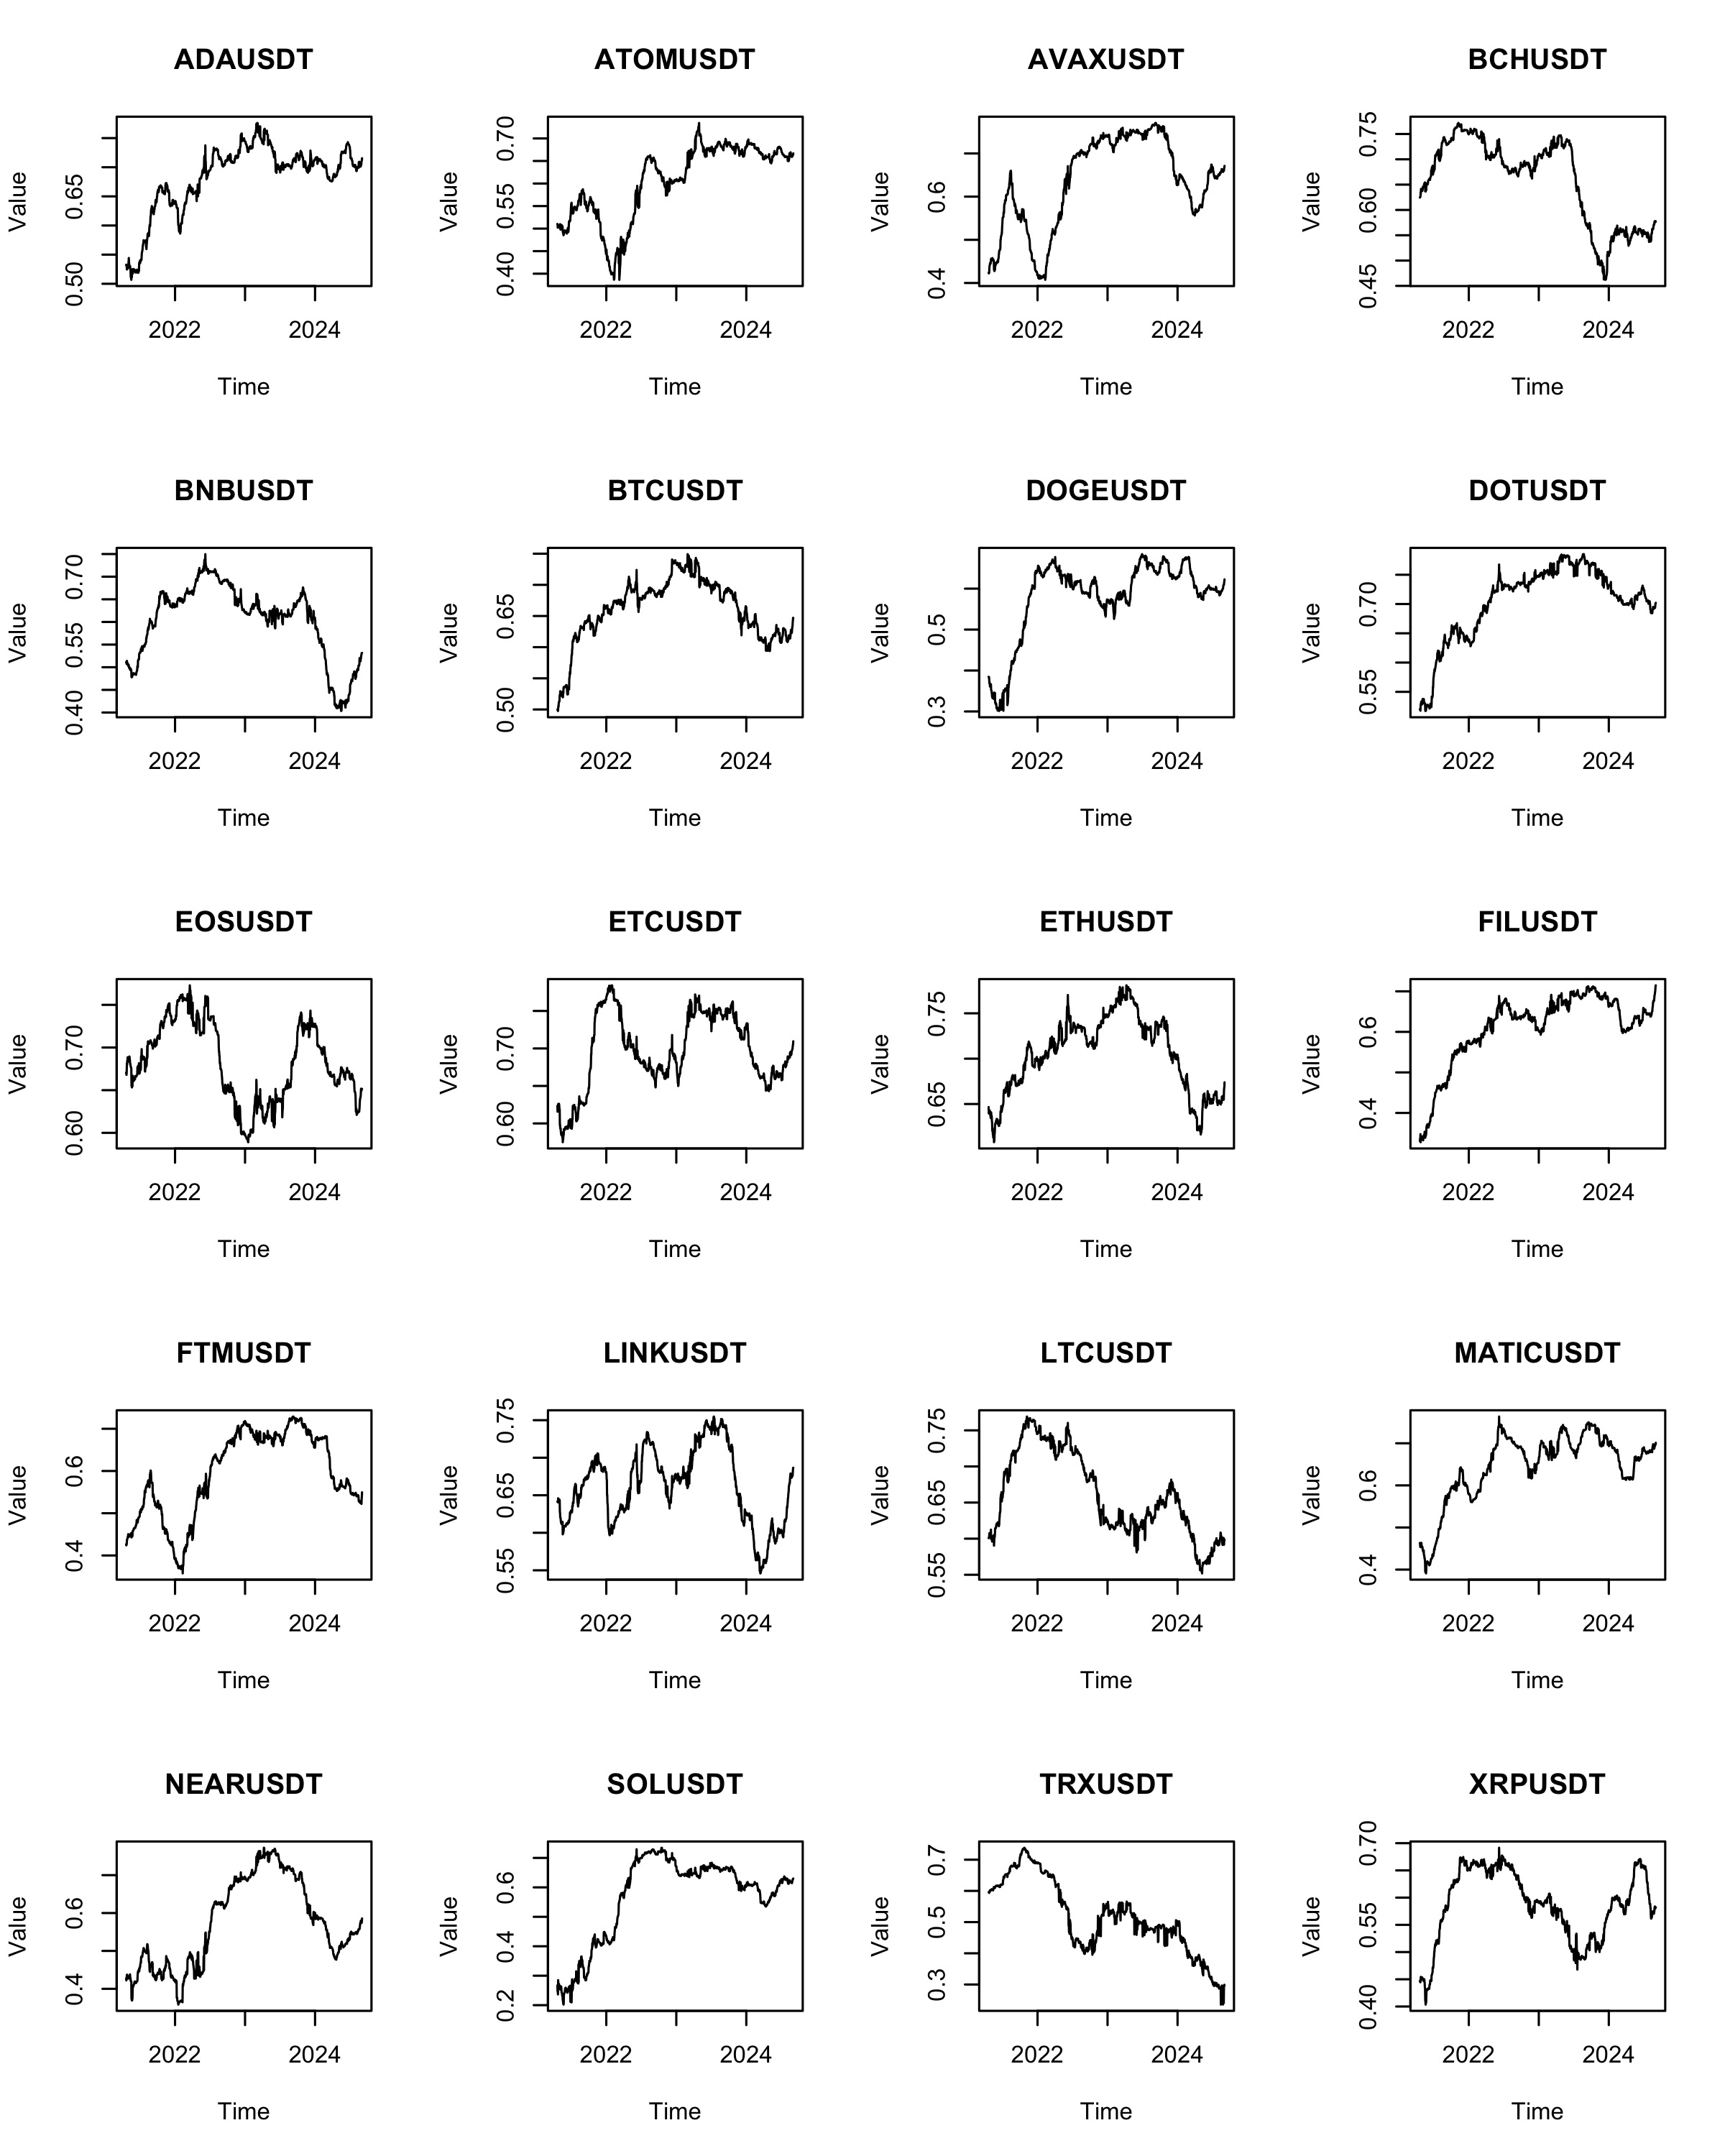 ADAUSDT ATOMUSDT AVAXUSDT BCHUSDT
Value 0.50 0.65 2022 2024 Time
Value 0.40 0.55 0.70 2022 2024 Time
Value 0.4 0.6 2022 2024 Time
Value 0.45 0.60 0.75 2022 2024 Time
BNBUSDT BTCUSDT DOGEUSDT DOTUSDT
Value 0.40 0.55 0.70 2022 2024 Time
Value 0.50 0.65 2022 2024 Time
Value 0.3 0.5 2022 2024 Time
Value 0.55 0.70 2022 2024 Time
EOSUSDT ETCUSDT ETHUSDT FILUSDT
Value 0.60 0.70 2022 2024 Time
Value 0.60 0.70 2022 2024 Time
Value 0.65 0.75 2022 2024 Time
Value 0.4 0.6 2022 2024 Time
FTMUSDT LINKUSDT LTCUSDT MATICUSDT
Value 0.4 0.6 2022 2024 Time
Value 0.55 0.65 0.75 2022 2024 Time
Value 0.55 0.65 0.75 2022 2024 Time
Value 0.4 0.6 2022 2024 Time
NEARUSDT SOLUSDT TRXUSDT XRPUSDT
Value 0.4 0.6 2022 2024 Time
Value 0.2 0.4 0.6 2022 2024 Time
Value 0.3 0.5 0.7 2022 2024 Time
Value 0.40 0.55 0.70 2022 2024 Time